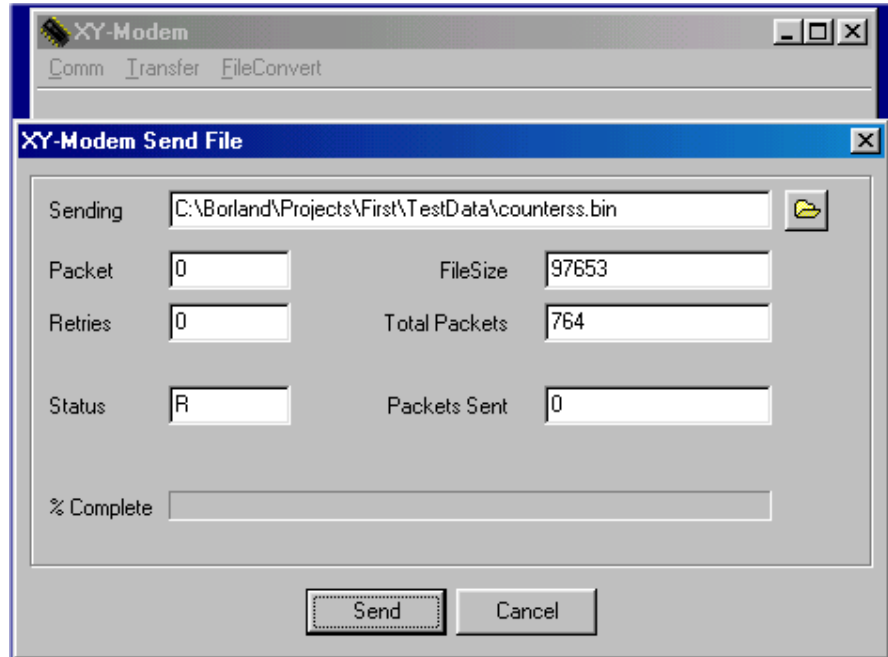 XY-Modem
Comm Transfer FileConvert
XY-Modem Send File
Sending C:\Borland\Projects\First\TestData\counterss.bin
Packet 0 FileSize 97653
Retries 0 Total Packets 764
Status R Packets Sent 0
% Complete
Send Cancel